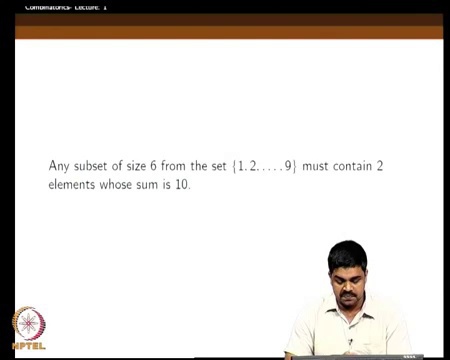 Combinatorics- Lecture: 1
Any subset of size 6 from the set {1, 2, . . . , 9} must contain 2
elements whose sum is 10.
NPTEL